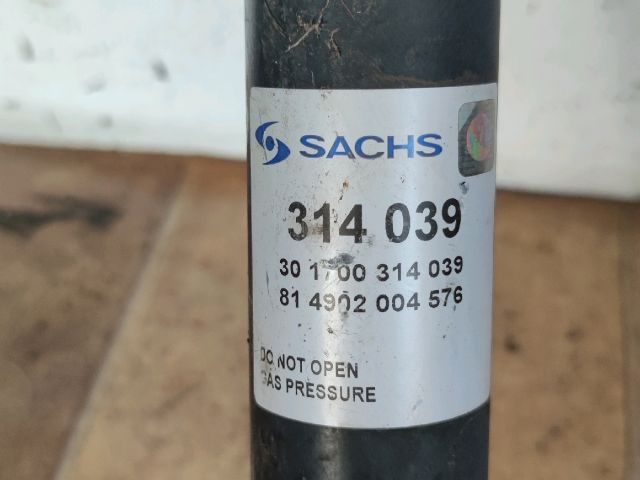 SACHS
314 039
30 1700 314 039
81 4902 004 576
DO NOT OPEN
GAS PRESSURE